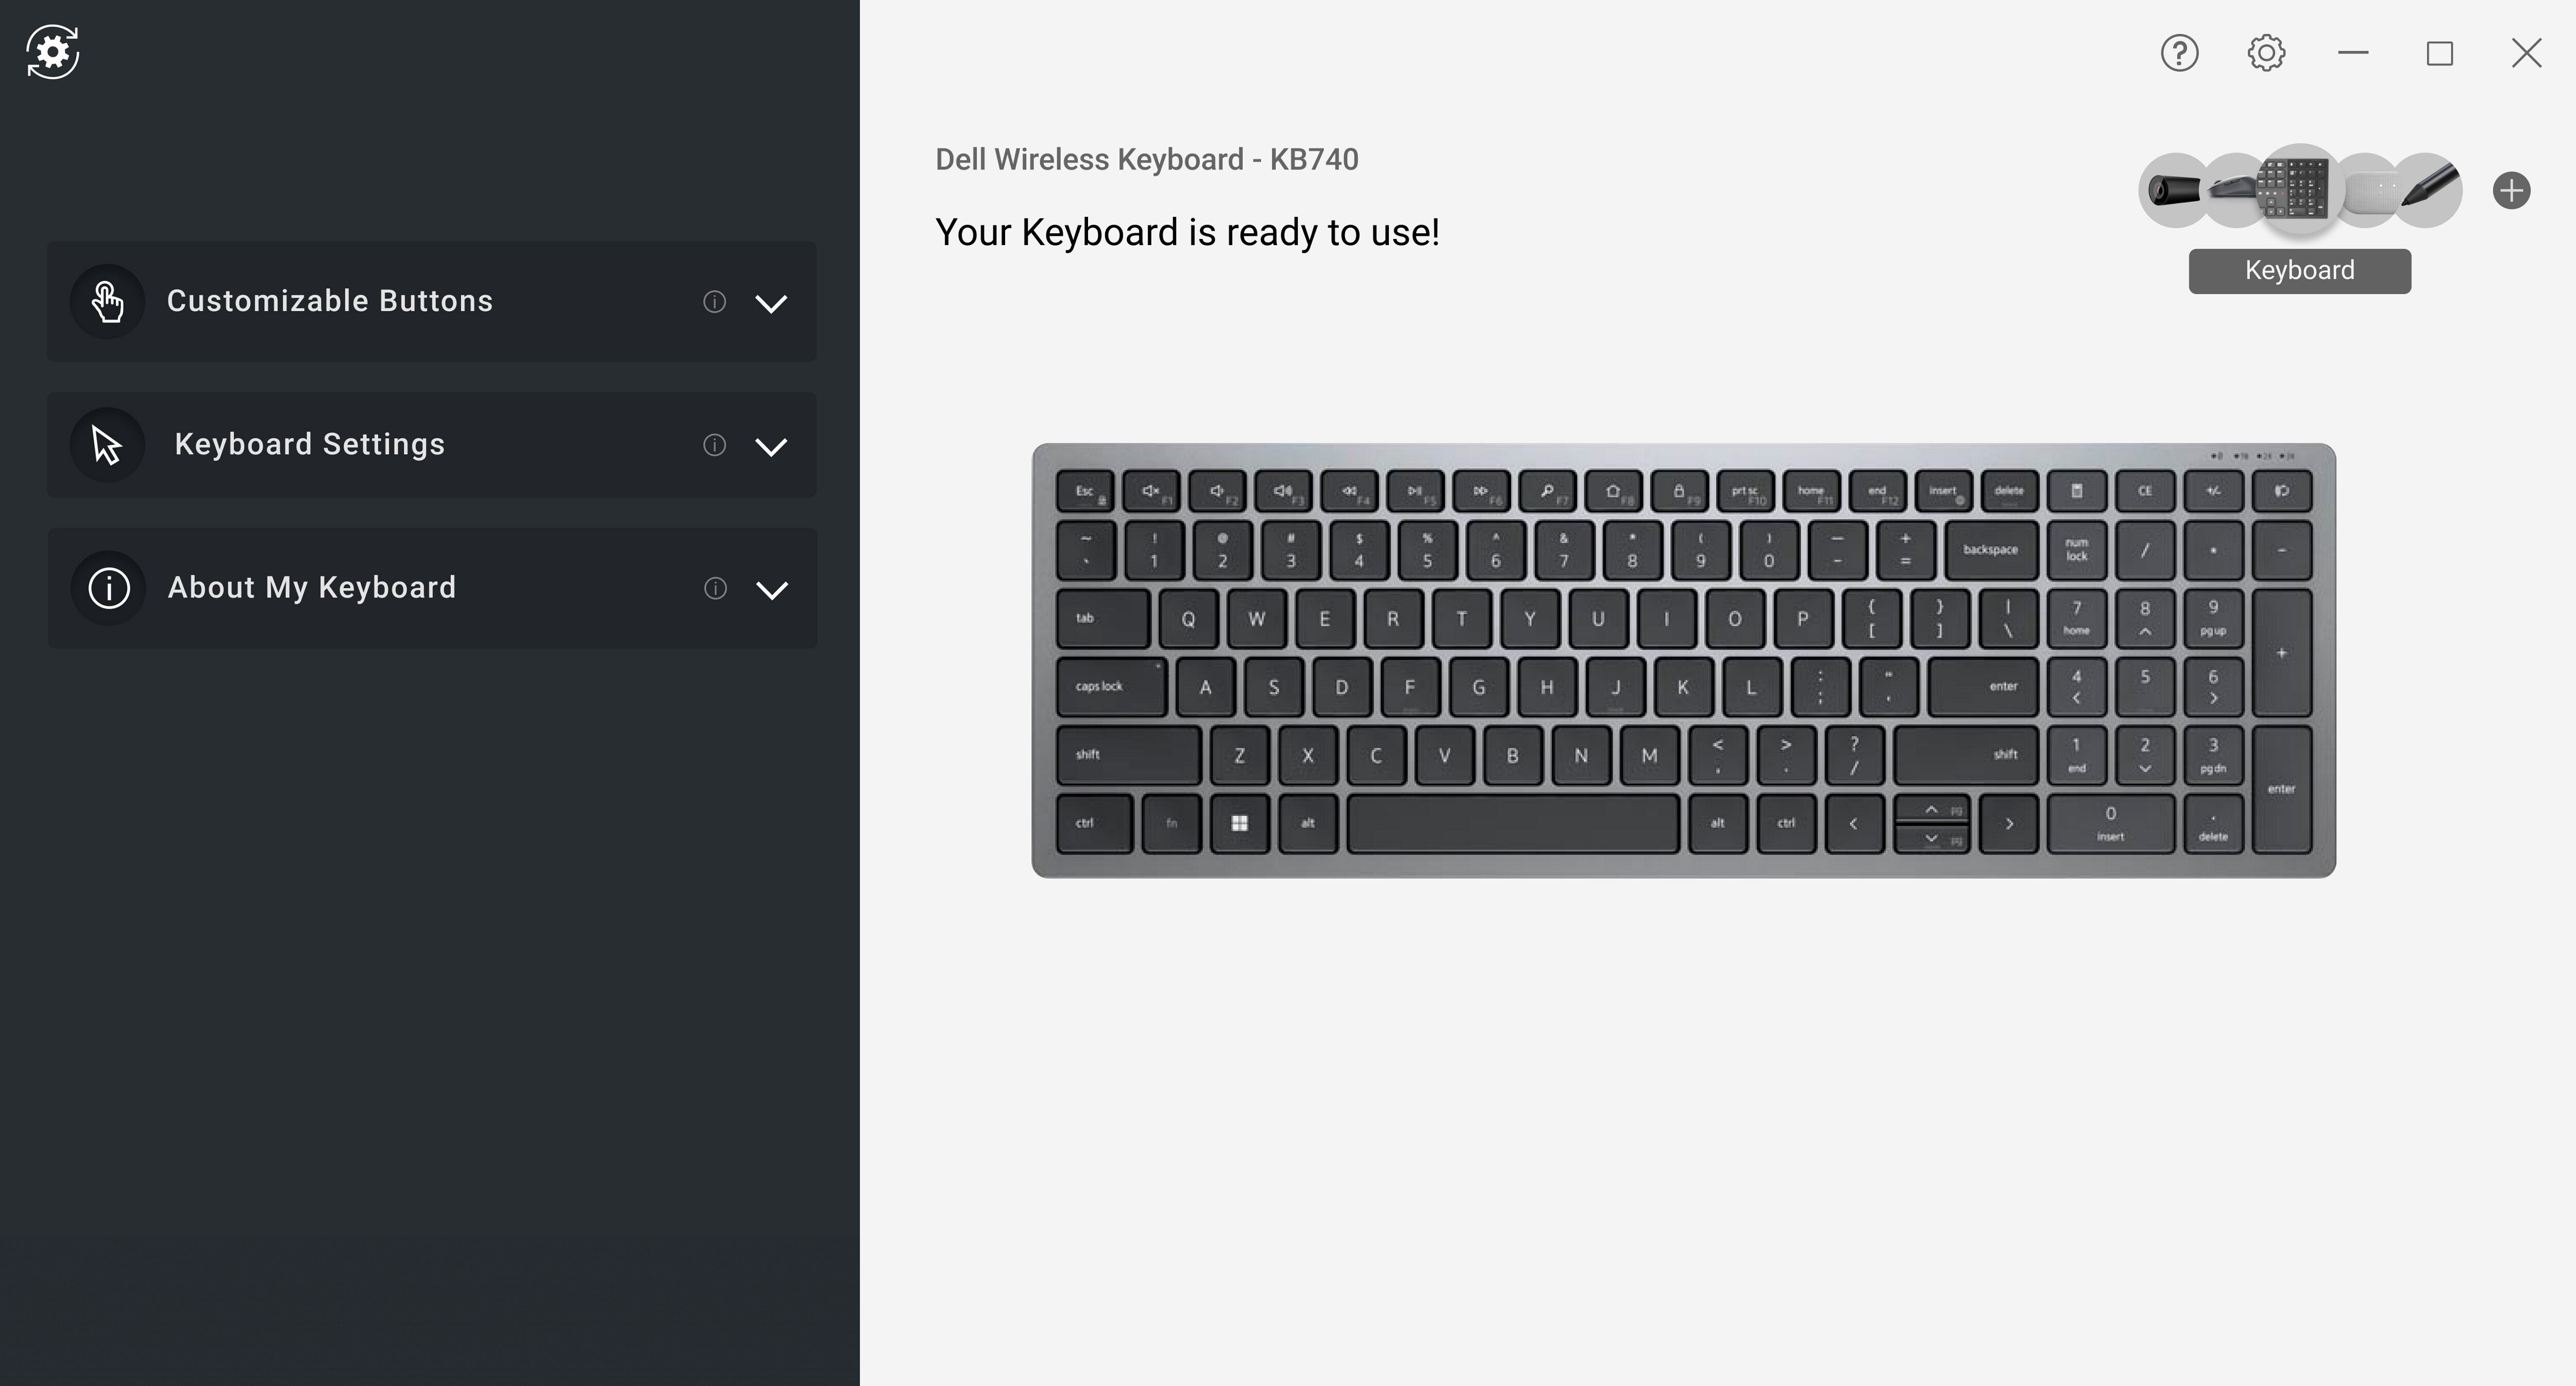 Dell Wireless Keyboard - KB740
Your Keyboard is ready to use!
Keyboard
Customizable Buttons
Keyboard Settings
About My Keyboard
Esc F1 F2 F3 F4 F5 F6 F7 F8 F9 prt sc F10 home F11 end F12 insert delete CE +/-
~ ` ! 1 @ 2 # 3 $ 4 % 5 ^ 6 & 7 * 8 ( 9 ) 0 — - + = backspace num lock / * -
tab Q W E R T Y U I O P { [ } ] | \ 7 home 8 9 pg up
caps lock A S D F G H J K L : ; " ' enter 4 < 5 6 > +
shift Z X C V B N M < , > . ? / shift 1 end 2 3 pg dn
ctrl fn alt alt ctrl < pg pg > 0 insert . delete enter